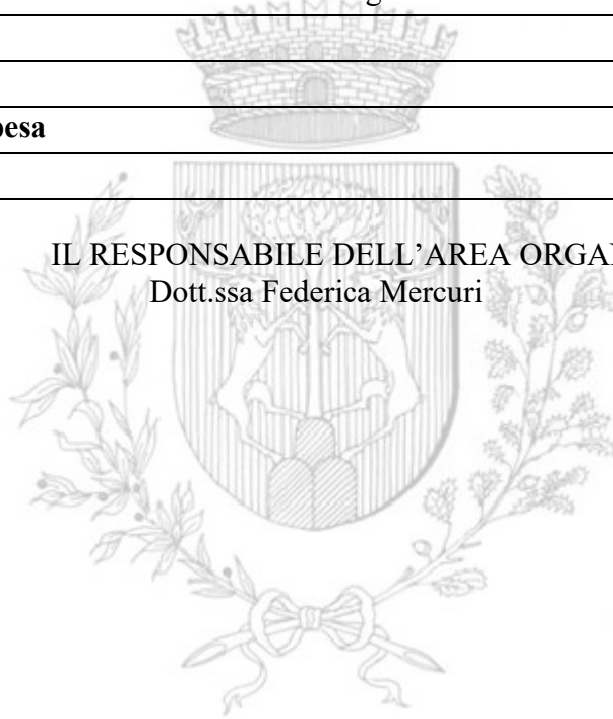 g
pesa
IL RESPONSABILE DELL’AREA ORGA
Dott.ssa Federica Mercuri